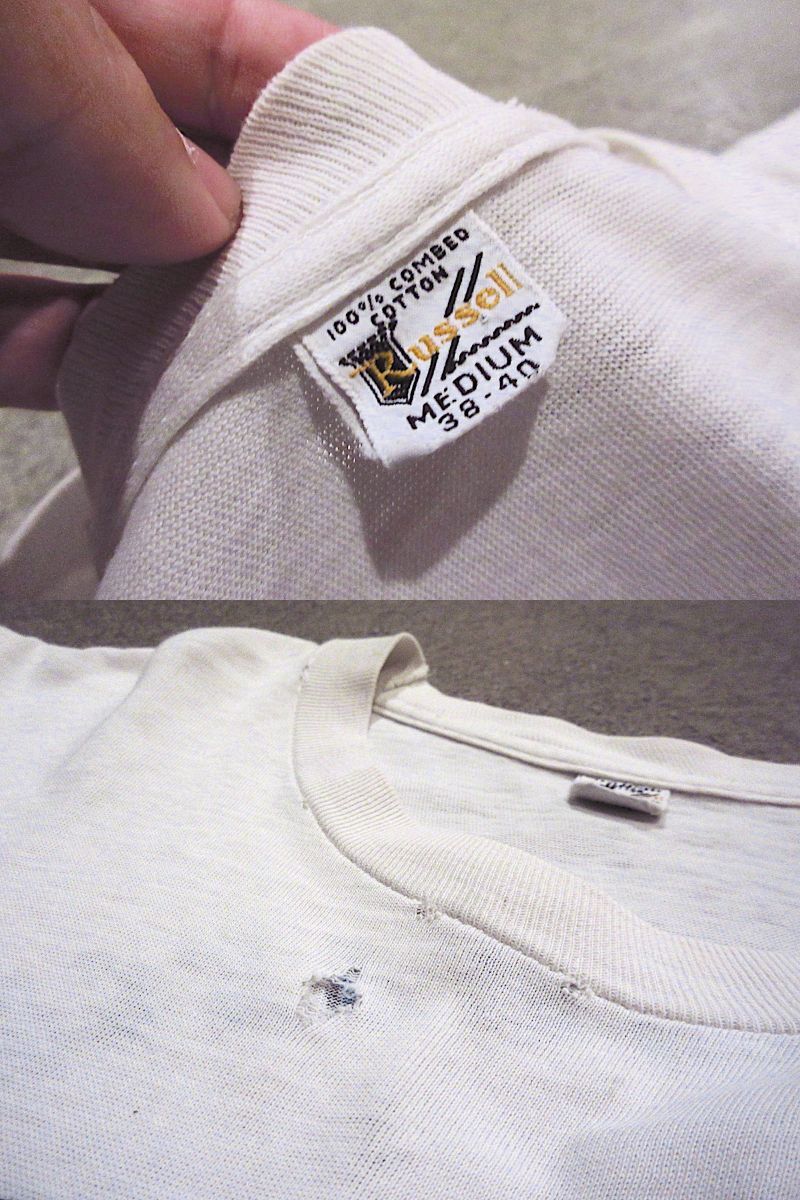 100% COMBED
COTTON
Russell
MEDIUM
38-40